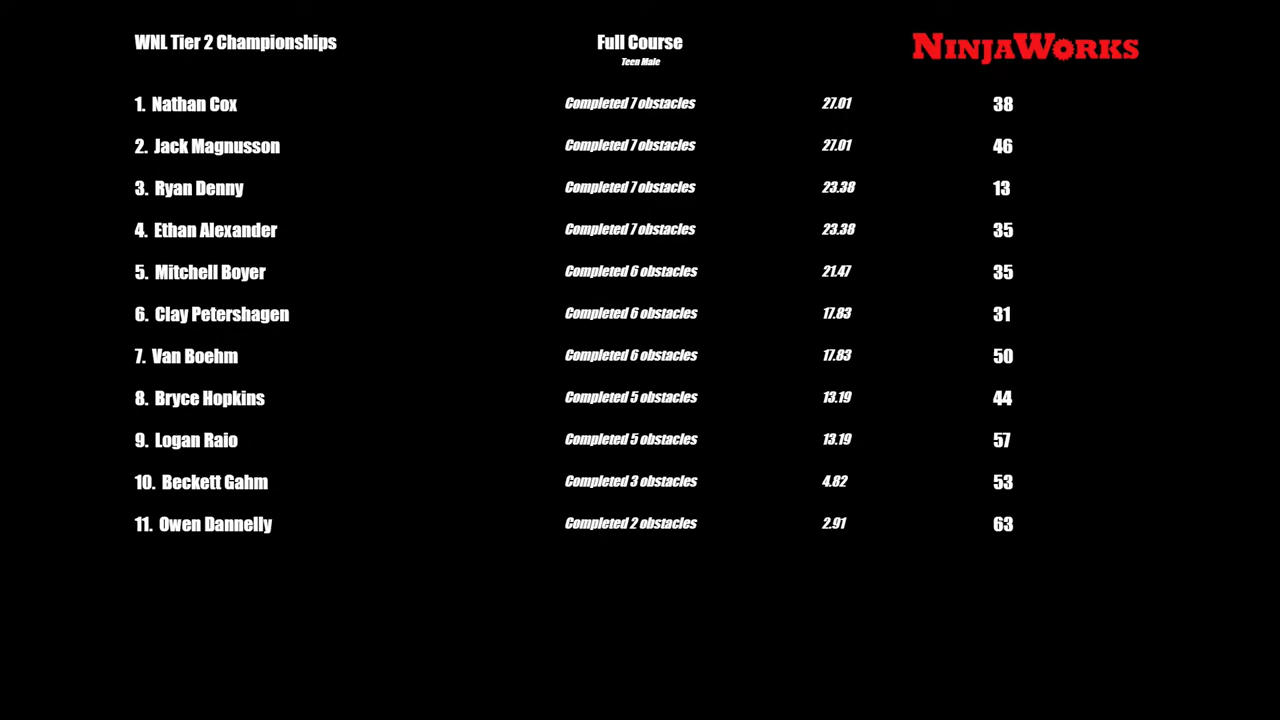 WNL Tier 2 Championships Full Course NinjaWorks
Teen Male
1. Nathan Cox Completed 7 obstacles 27.01 38
2. Jack Magnusson Completed 7 obstacles 27.01 46
3. Ryan Denny Completed 7 obstacles 23.38 13
4. Ethan Alexander Completed 7 obstacles 23.38 35
5. Mitchell Boyer Completed 6 obstacles 21.47 35
6. Clay Petershagen Completed 6 obstacles 17.83 31
7. Van Boehm Completed 6 obstacles 17.83 50
8. Bryce Hopkins Completed 5 obstacles 13.19 44
9. Logan Raio Completed 5 obstacles 13.19 57
10. Beckett Gahm Completed 3 obstacles 4.82 53
11. Owen Dannelly Completed 2 obstacles 2.91 63